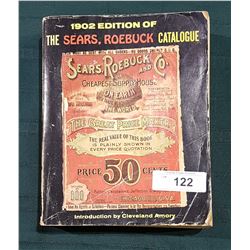 1902 EDITION OF
THE SEARS, ROEBUCK CATALOGUE
SEARS, ROEBUCK AND CO.
CHEAPEST SUPPLY HOUSE
ON EARTH
THE GREAT PRICE MAKER
THE REAL VALUE OF THIS BOOK
IS PLAINLY SHOWN IN
EVERY PRICE QUOTATION
PRICE 50 CENTS
122
Introduction by Cleveland Amory